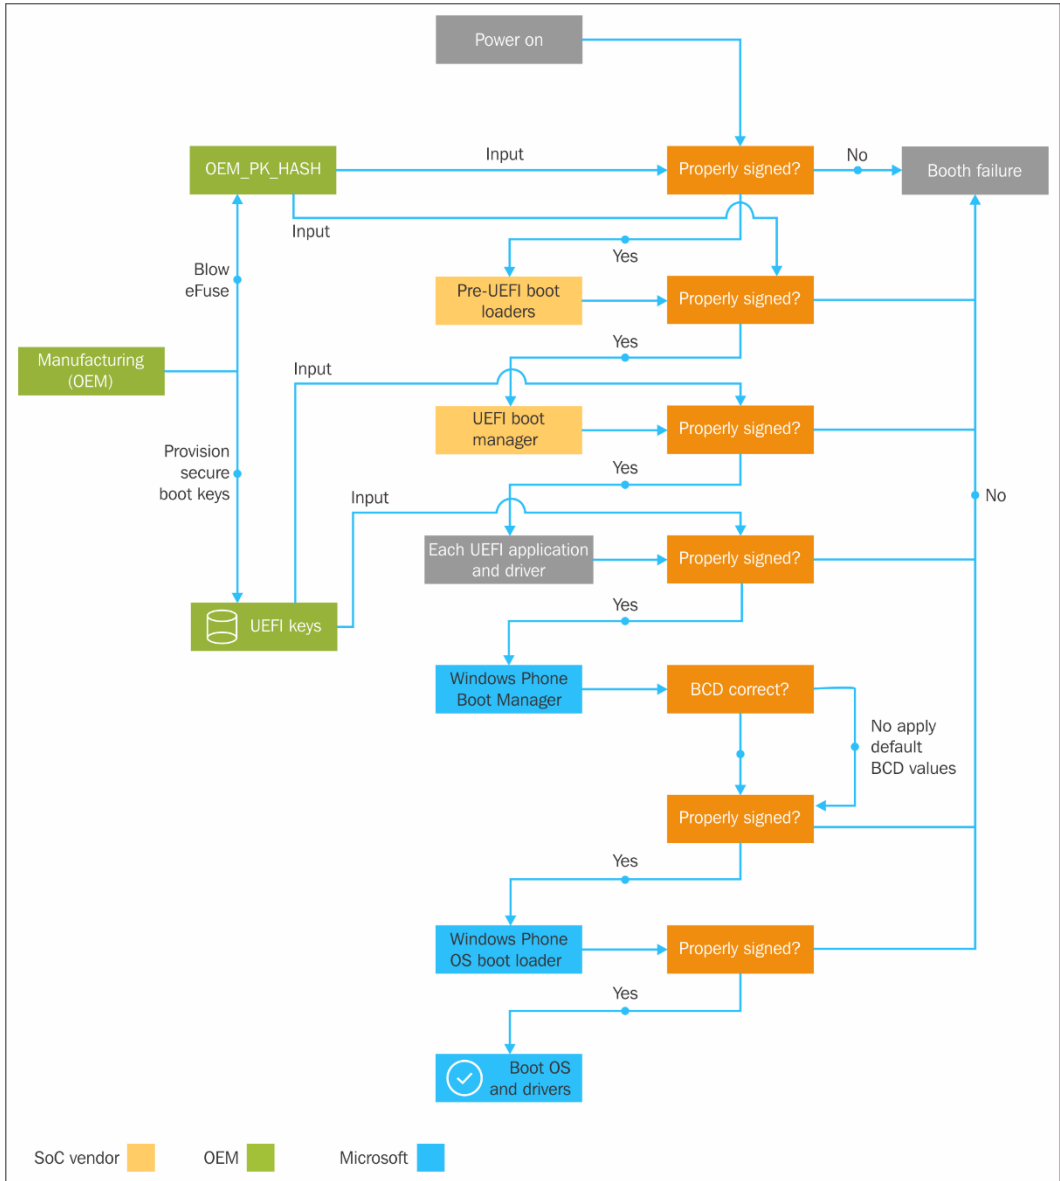 Power on
OEM_PK_HASH
Input
Properly signed?
No
Booth failure
Input
Yes
Blow
eFuse
Pre-UEFI boot
loaders
Properly signed?
Yes
Manufacturing
(OEM)
Input
UEFI boot
manager
Properly signed?
Provision
secure
boot keys
Yes
Input
No
Each UEFI application
and driver
Properly signed?
Yes
UEFI keys
Windows Phone
Boot Manager
BCD correct?
No apply
default
BCD values
Properly signed?
Yes
Windows Phone
OS boot loader
Properly signed?
Yes
Boot OS
and drivers
SoC vendor
OEM
Microsoft